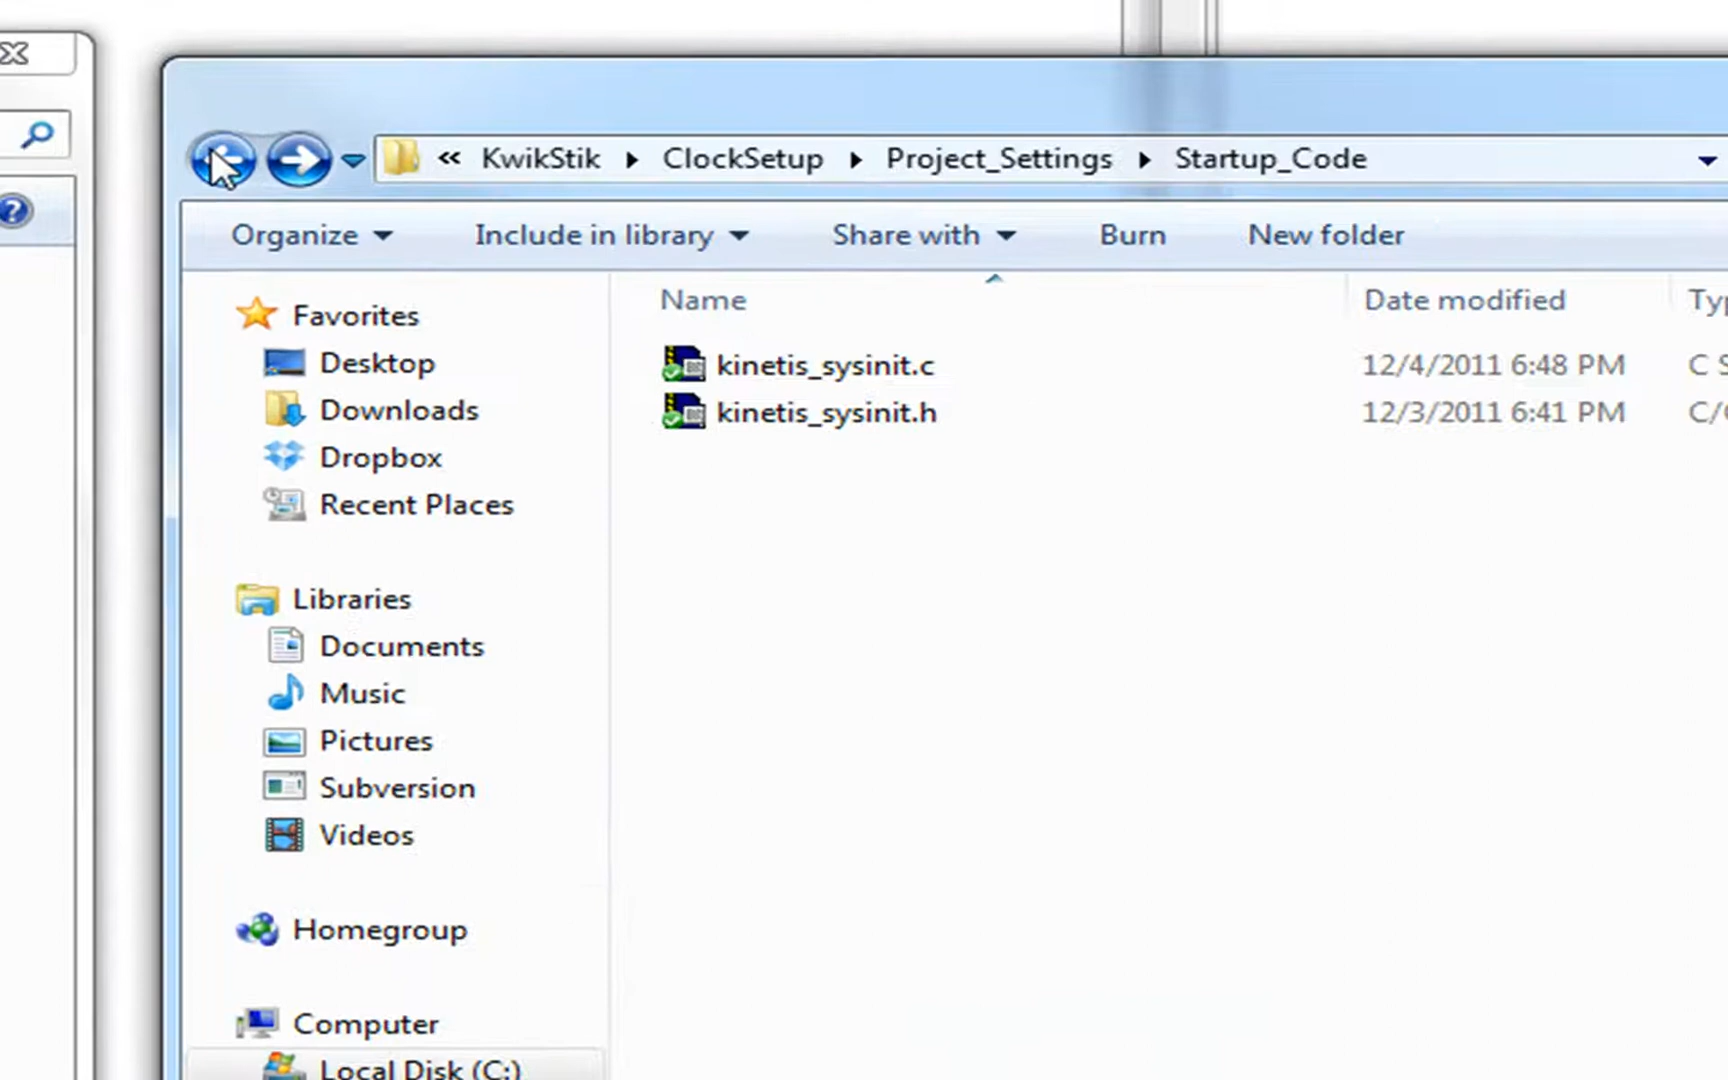 « KwikStik ▸ ClockSetup ▸ Project_Settings ▸ Startup_Code
Organize Include in library Share with Burn New folder
Name Date modified
kinetis_sysinit.c 12/4/2011 6:48 PM C
kinetis_sysinit.h 12/3/2011 6:41 PM C/
Favorites
Desktop
Downloads
Dropbox
Recent Places
Libraries
Documents
Music
Pictures
Subversion
Videos
Homegroup
Computer
Local Disk (C:)